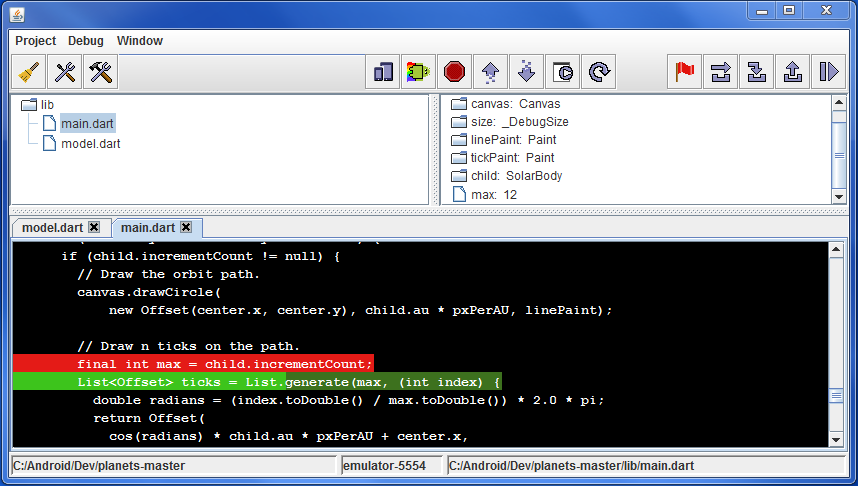 Project Debug Window
lib
main.dart
model.dart
canvas: Canvas
size: _DebugSize
linePaint: Paint
tickPaint: Paint
child: SolarBody
max: 12
model.dart main.dart
if (child.incrementCount != null) {
// Draw the orbit path.
canvas.drawCircle(
new Offset(center.x, center.y), child.au * pxPerAU, linePaint);
// Draw n ticks on the path.
final int max = child.incrementCount;
List<Offset> ticks = List.generate(max, (int index) {
double radians = (index.toDouble() / max.toDouble()) * 2.0 * pi;
return Offset(
cos(radians) * child.au * pxPerAU + center.x,
C:/Android/Dev/planets-master emulator-5554 C:/Android/Dev/planets-master/lib/main.dart